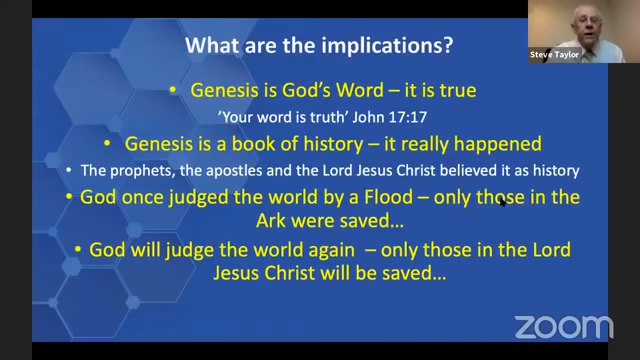 What are the implications?
Steve Taylor
• Genesis is God's Word – it is true
'Your word is truth' John 17:17
• Genesis is a book of history – it really happened
• The prophets, the apostles and the Lord Jesus Christ believed it as history
• God once judged the world by a Flood – only those in the
Ark were saved…
• God will judge the world again – only those in the Lord
Jesus Christ will be saved…
zoom